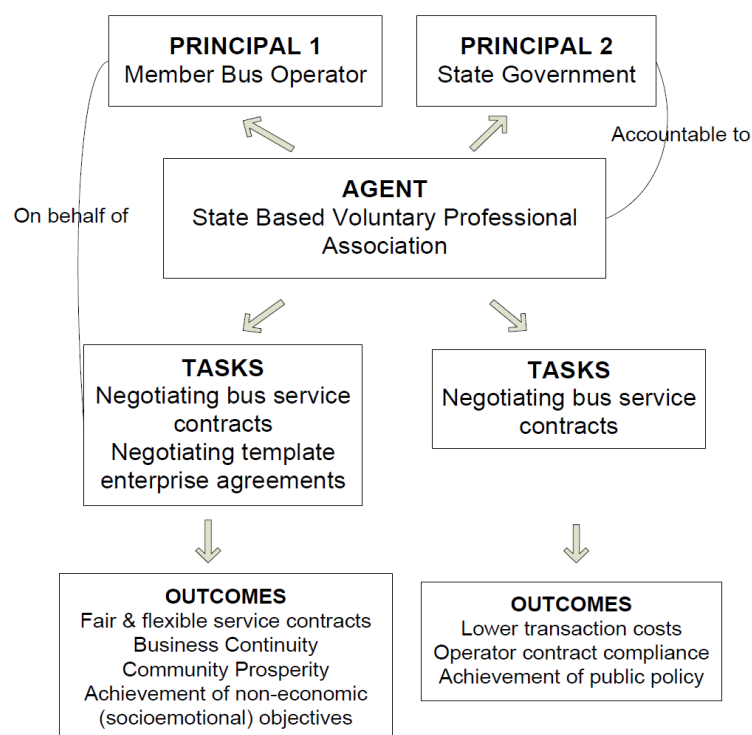 PRINCIPAL 1
Member Bus Operator
PRINCIPAL 2
State Government
Accountable to
AGENT
State Based Voluntary Professional
Association
On behalf of
TASKS
Negotiating bus service
contracts
Negotiating template
enterprise agreements
TASKS
Negotiating bus service
contracts
OUTCOMES
Fair & flexible service contracts
Business Continuity
Community Prosperity
Achievement of non-economic
(socioemotional) objectives
OUTCOMES
Lower transaction costs
Operator contract compliance
Achievement of public policy